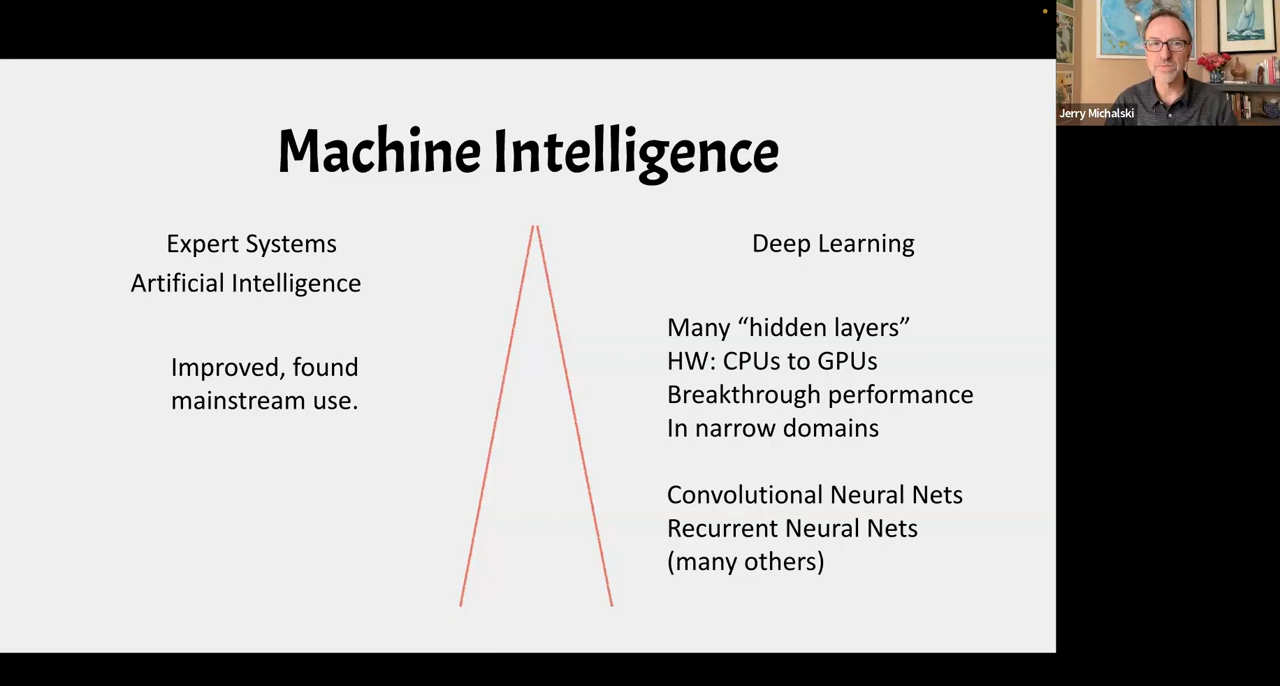 Machine Intelligence
Expert Systems
Artificial Intelligence
Improved, found
mainstream use.
Deep Learning
Many “hidden layers”
HW: CPUs to GPUs
Breakthrough performance
In narrow domains
Convolutional Neural Nets
Recurrent Neural Nets
(many others)
Jerry Michalski